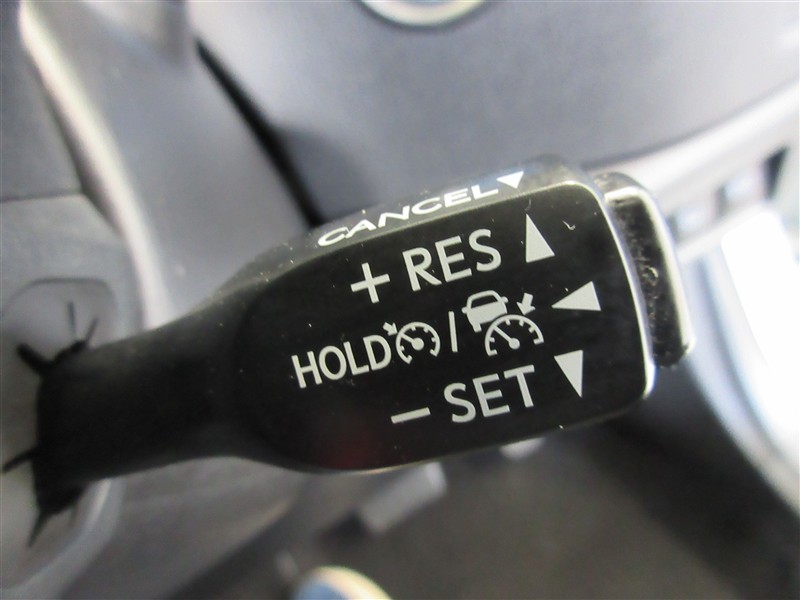 CANCEL
+ RES
HOLD /
− SET